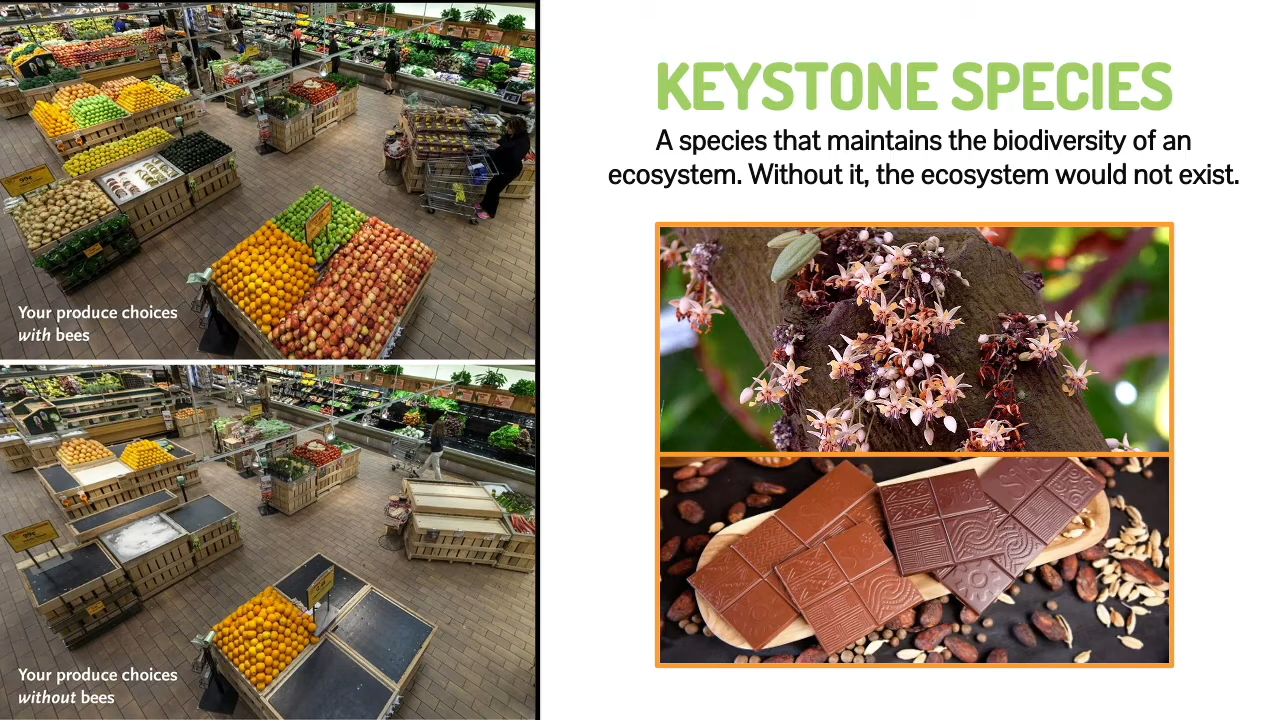 Your produce choices
with bees
Your produce choices
without bees
KEYSTONE SPECIES
A species that maintains the biodiversity of an
ecosystem. Without it, the ecosystem would not exist.